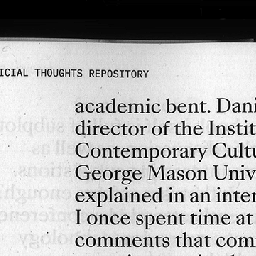 ICIAL THOUGHTS REPOSITORY
academic bent. Dani
director of the Instit
Contemporary Cultu
George Mason Univ
explained in an inter
I once spent time at
comments that com